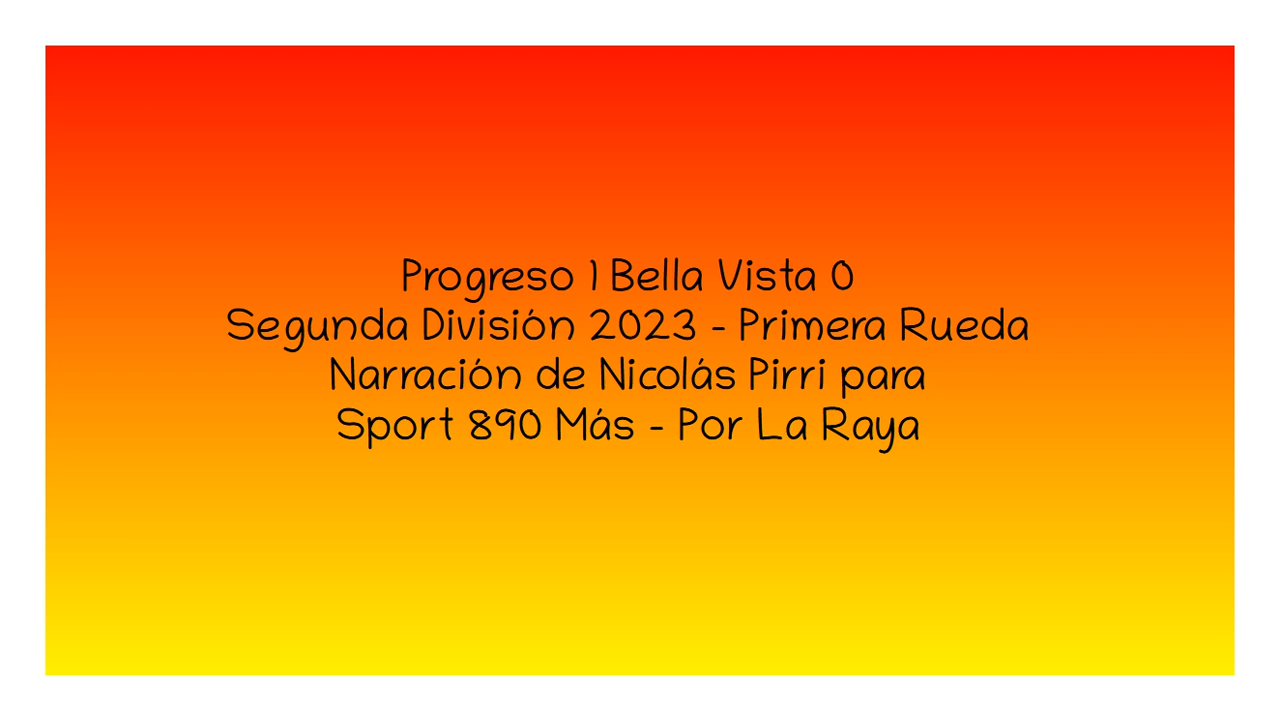 Progreso 1 Bella Vista 0
Segunda División 2023 - Primera Rueda
Narración de Nicolás Pirri para
Sport 890 Más - Por La Raya